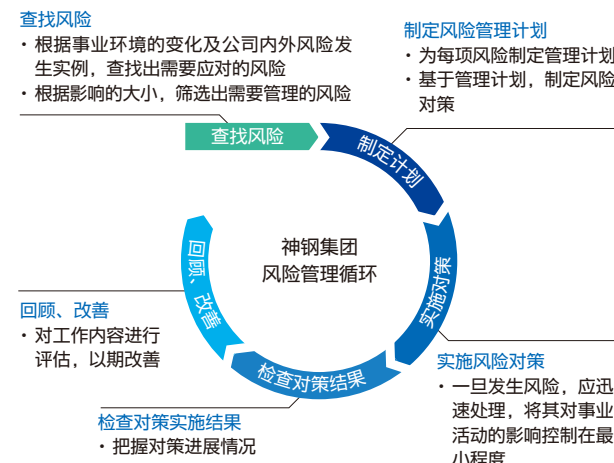 查找风险
・根据事业环境的变化及公司内外风险发
生实例，查找出需要应对的风险
・根据影响的大小，筛选出需要管理的风险
制定风险管理计划
・为每项风险制定管理计划
・基于管理计划，制定风险
对策
查找风险
制定计划
实施对策
检查对策结果
回顾、改善
神钢集团
风险管理循环
回顾、改善
・对工作内容进行
评估，以期改善
实施风险对策
・一旦发生风险，应迅
速处理，将其对事业
活动的影响控制在最
小程度
检查对策实施结果
・把握对策进展情况